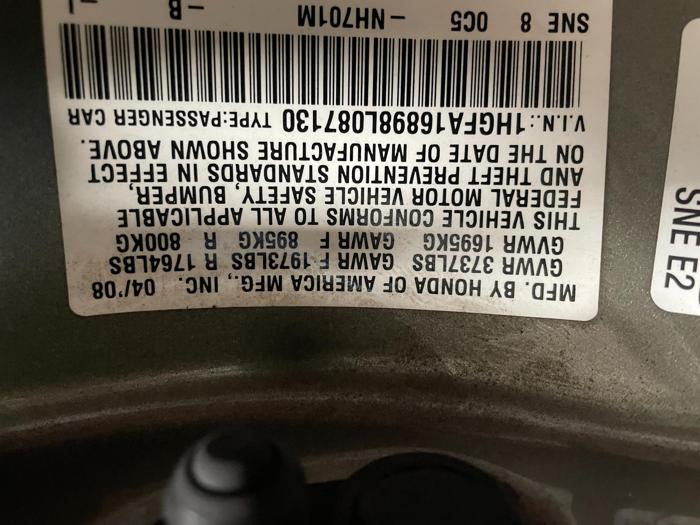 MFD. BY HONDA OF AMERICA MFG., INC. 04/'08
GVWR 3737LBS GAWR F 1973LBS R 1764LBS
GVWR 1695KG GAWR F 895KG R 800KG
THIS VEHICLE CONFORMS TO ALL APPLICABLE
FEDERAL MOTOR VEHICLE SAFETY, BUMPER,
AND THEFT PREVENTION STANDARDS IN EFFECT
ON THE DATE OF MANUFACTURE SHOWN ABOVE.
V.I.N.: 1HGFA16898L087130 TYPE:PASSENGER CAR
SNE 8 0C5 – NH701M – B –
SNE E2